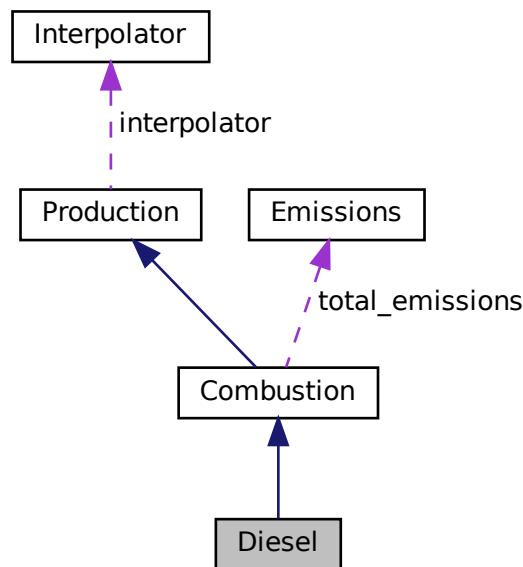 Interpolator
interpolator
Production
Emissions
total_emissions
Combustion
Diesel